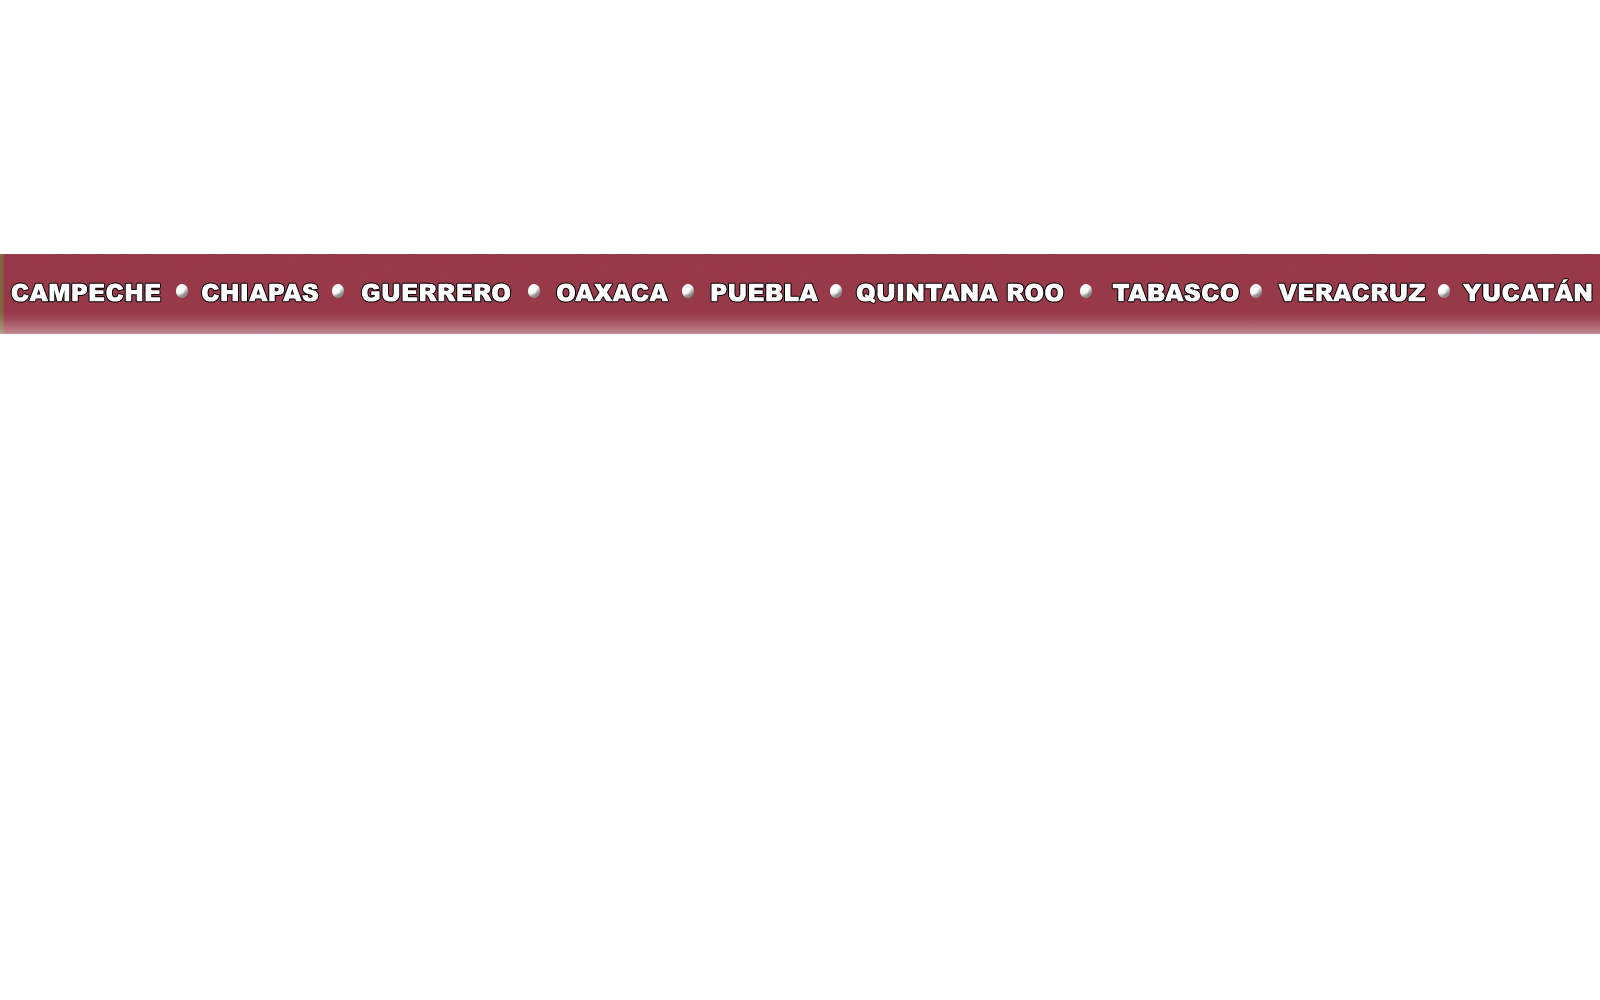 CAMPECHE • CHIAPAS • GUERRERO • OAXACA • PUEBLA • QUINTANA ROO • TABASCO • VERACRUZ • YUCATÁN